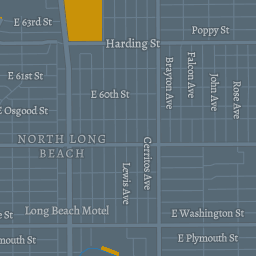 E 63rd St
Poppy St
Harding St
E 61st St
Brayton Ave
Falcon Ave
John Ave
Rose Ave
E 60th St
E Osgood St
NORTH LONG
BEACH
Cerritos Ave
Lewis Ave
Long Beach Motel
E Washington St
e St
mouth St
E Plymouth St